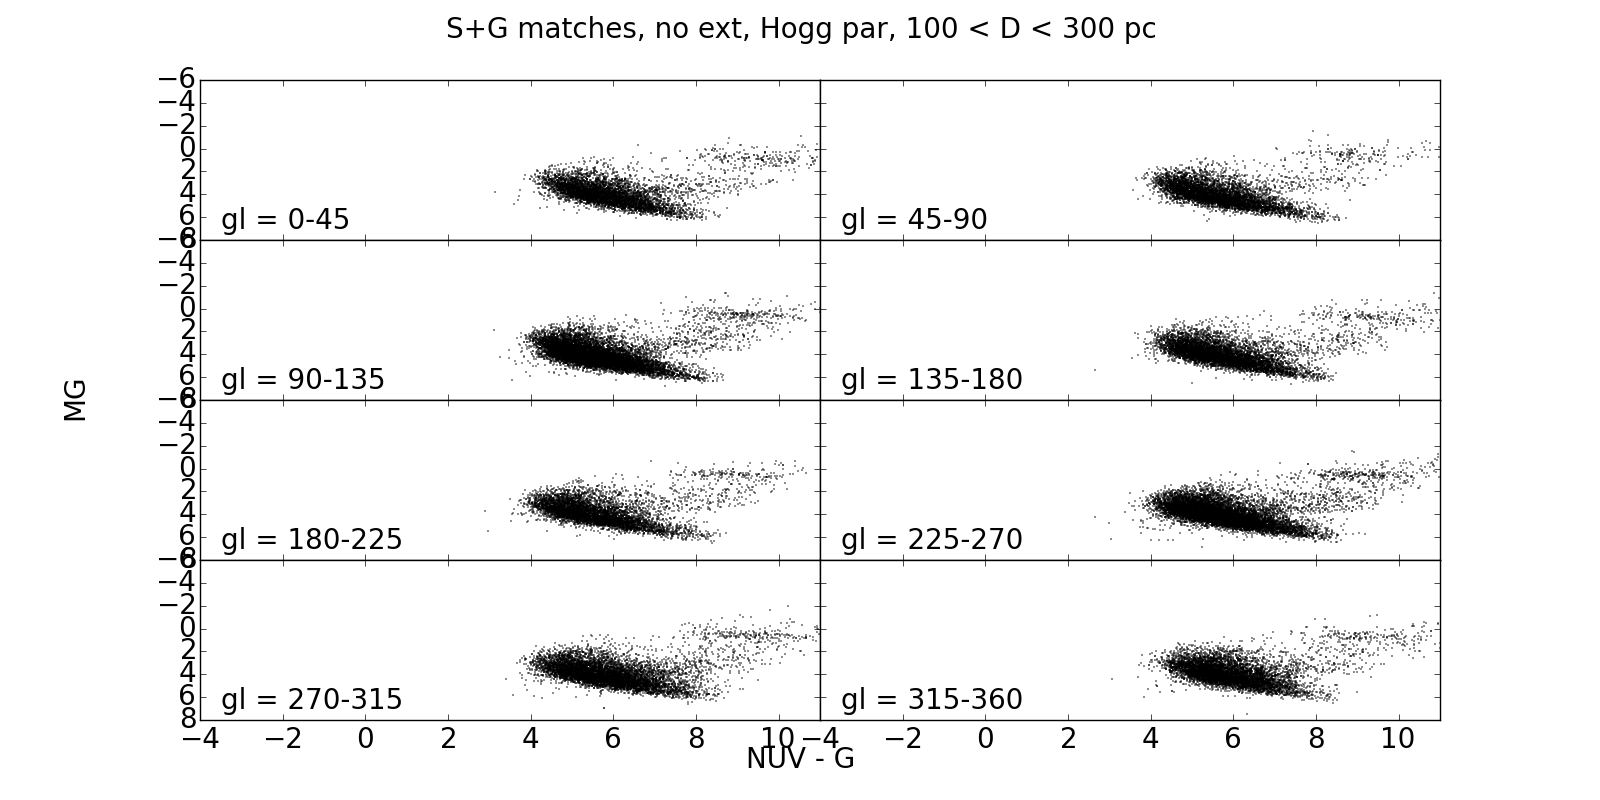 S+G matches, no ext, Hogg par, 100 < D < 300 pc
−6
−4
−2
0
2
4
6
8
gl = 0-45
gl = 45-90
−6
−4
−2
0
2
4
6
8
gl = 90-135
gl = 135-180
MG
−6
−4
−2
0
2
4
6
8
gl = 180-225
gl = 225-270
−6
−4
−2
0
2
4
6
8
gl = 270-315
gl = 315-360
−4 −2 0 2 4 6 8 10 −4 −2 0 2 4 6 8 10
NUV - G